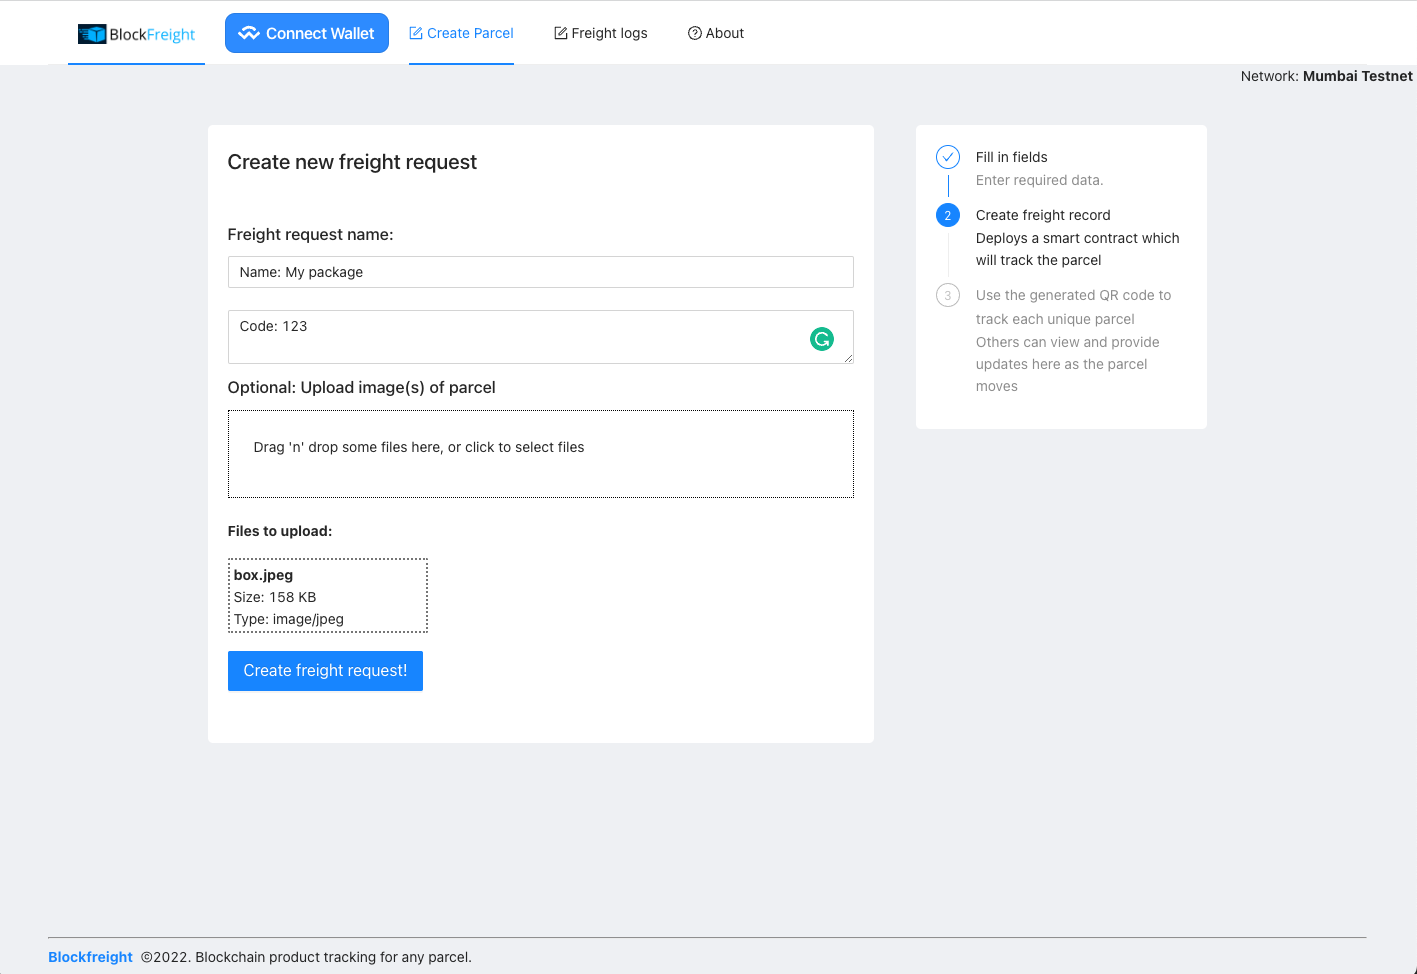 BlockFreight
Connect Wallet
Create Parcel
Freight logs
About
Network: Mumbai Testnet
Create new freight request
Freight request name:
Name: My package
Code: 123
Optional: Upload image(s) of parcel
Drag 'n' drop some files here, or click to select files
Files to upload:
box.jpeg
Size: 158 KB
Type: image/jpeg
Create freight request!
Fill in fields
Enter required data.
2
Create freight record
Deploys a smart contract which
will track the parcel
3
Use the generated QR code to
track each unique parcel
Others can view and provide
updates here as the parcel
moves
Blockfreight ©2022. Blockchain product tracking for any parcel.